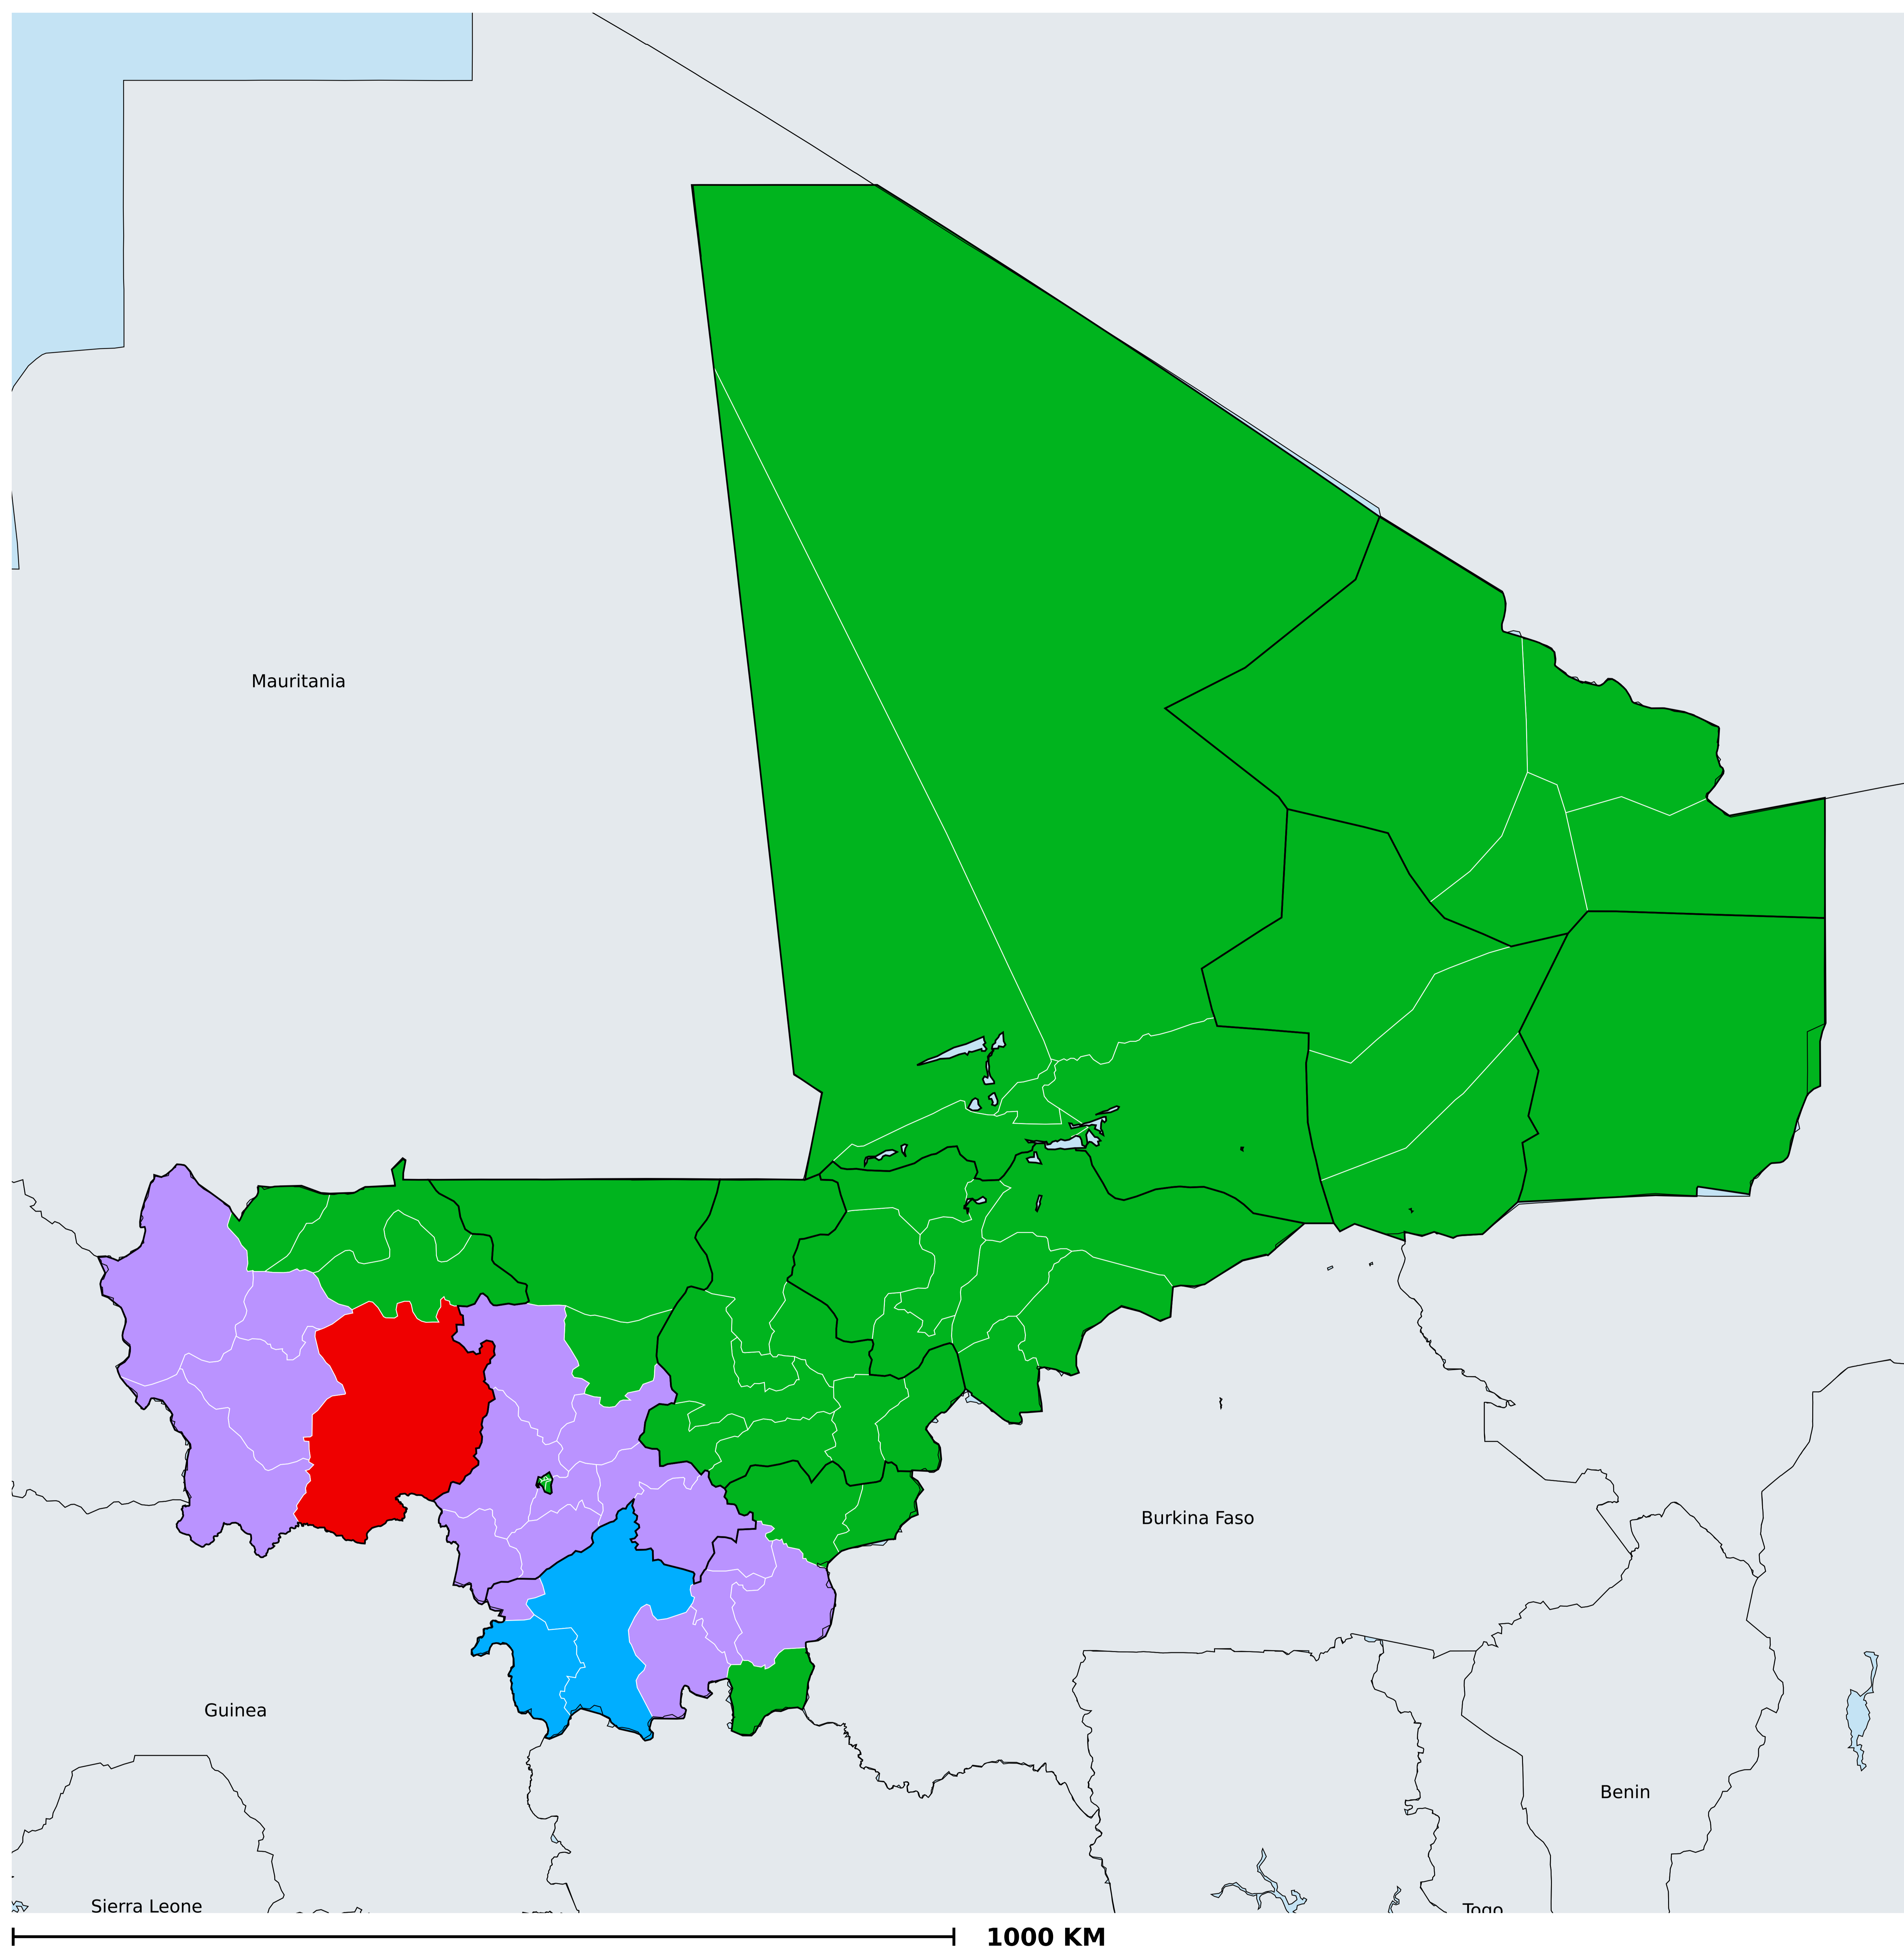 Mauritania
Burkina Faso
Guinea
Benin
Sierra Leone
Togo
1000 KM